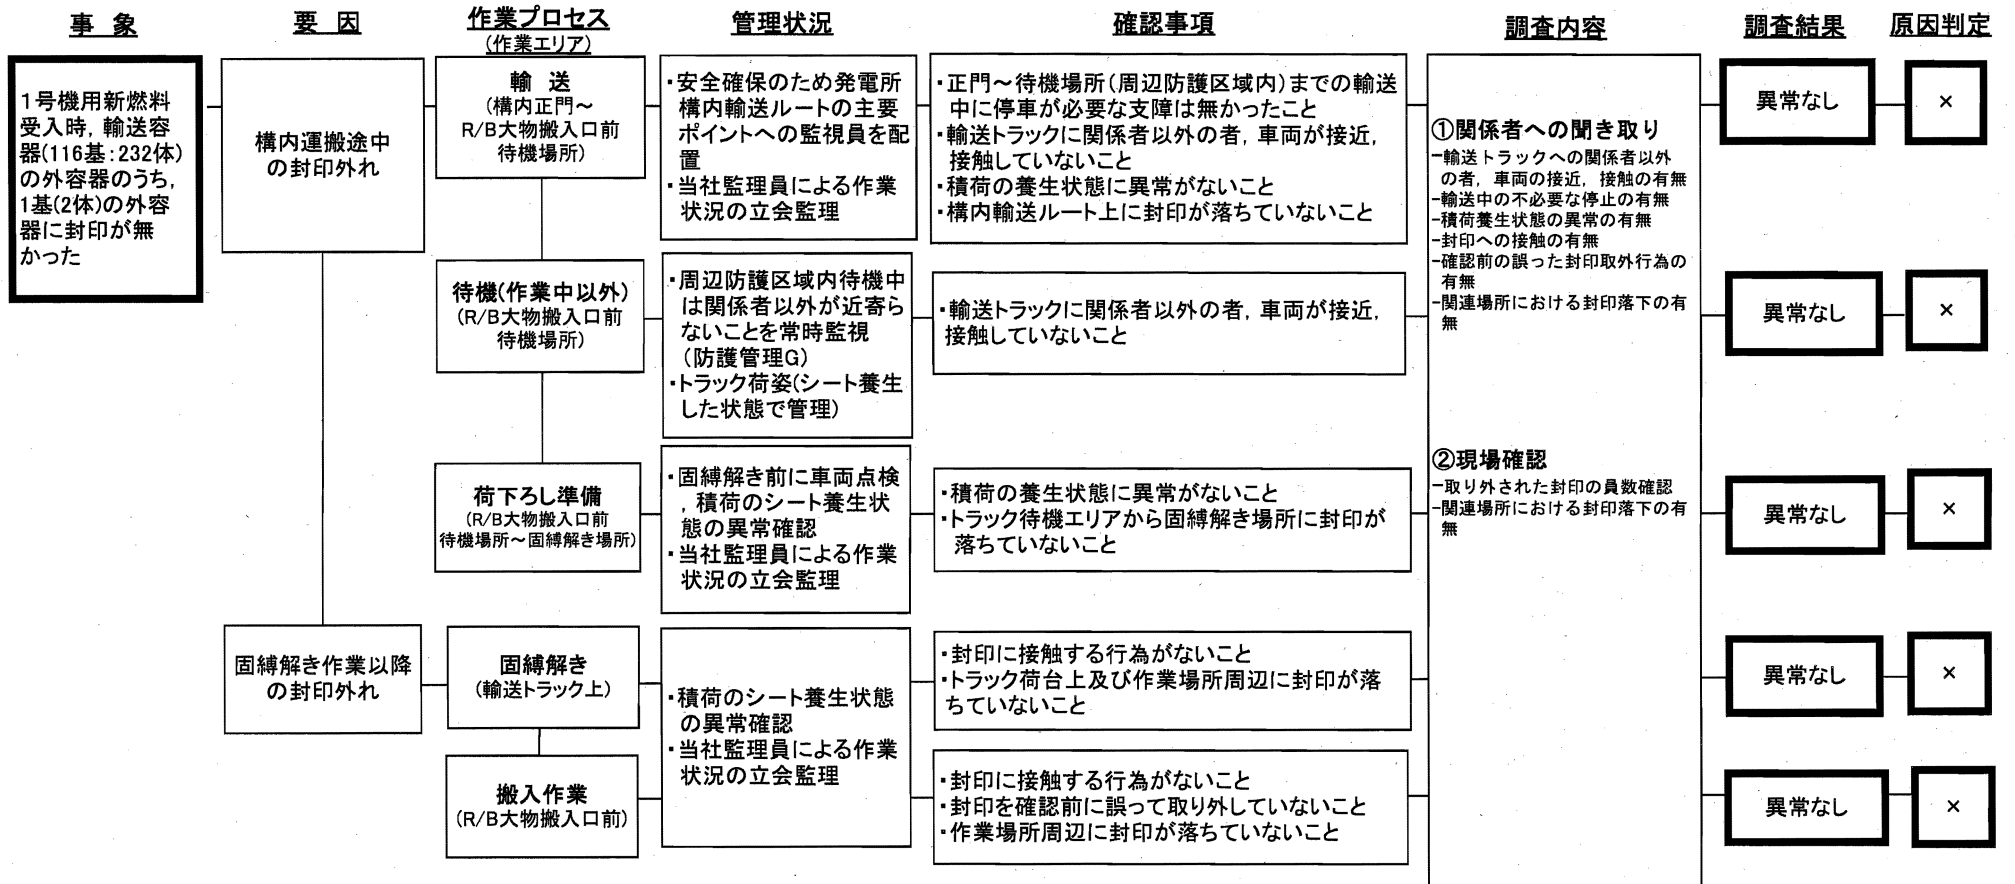 事 象
要 因
作業プロセス
(作業エリア)
管理状況
確認事項
調査内容
調査結果
原因判定
1号機用新燃料
受入時，輸送容
器(116基：232体)
の外容器のうち，
1基(2体)の外容
器に封印が無
かった
構内運搬途中
の封印外れ
輸 送
(構内正門～
R/B大物搬入口前
待機場所)
・安全確保のため発電所
構内輸送ルートの主要
ポイントへの監視員を配
置
・当社監理員による作業
状況の立会監理
・正門～待機場所(周辺防護区域内)までの輸送
中に停車が必要な支障は無かったこと
・輸送トラックに関係者以外の者，車両が接近，
接触していないこと
・積荷の養生状態に異常がないこと
・構内輸送ルート上に封印が落ちていないこと
①関係者への聞き取り
－輸送トラックへの関係者以外
の者，車両の接近，接触の有無
－輸送中の不必要な停止の有無
－積荷養生状態の異常の有無
－封印への接触の有無
－確認前の誤った封印取外行為の
有無
－関連場所における封印落下の有
無
異常なし
×
待機(作業中以外)
(R/B大物搬入口前
待機場所)
・周辺防護区域内待機中
は関係者以外が近寄ら
ないことを常時監視
(防護管理G)
・トラック荷姿(シート養生
した状態で管理)
・輸送トラックに関係者以外の者，車両が接近，
接触していないこと
異常なし
×
荷下ろし準備
(R/B大物搬入口前
待機場所～固縛解き場所)
・固縛解き前に車両点検
，積荷のシート養生状
態の異常確認
・当社監理員による作業
状況の立会監理
・積荷の養生状態に異常がないこと
・トラック待機エリアから固縛解き場所に封印が
落ちていないこと
②現場確認
－取り外された封印の員数確認
－関連場所における封印落下の有
無
異常なし
×
固縛解き作業以降
の封印外れ
固縛解き
(輸送トラック上)
・積荷のシート養生状態
の異常確認
・当社監理員による作業
状況の立会監理
・封印に接触する行為がないこと
・トラック荷台上及び作業場所周辺に封印が落
ちていないこと
異常なし
×
搬入作業
(R/B大物搬入口前)
・封印に接触する行為がないこと
・封印を確認前に誤って取り外していないこと
・作業場所周辺に封印が落ちていないこと
異常なし
×